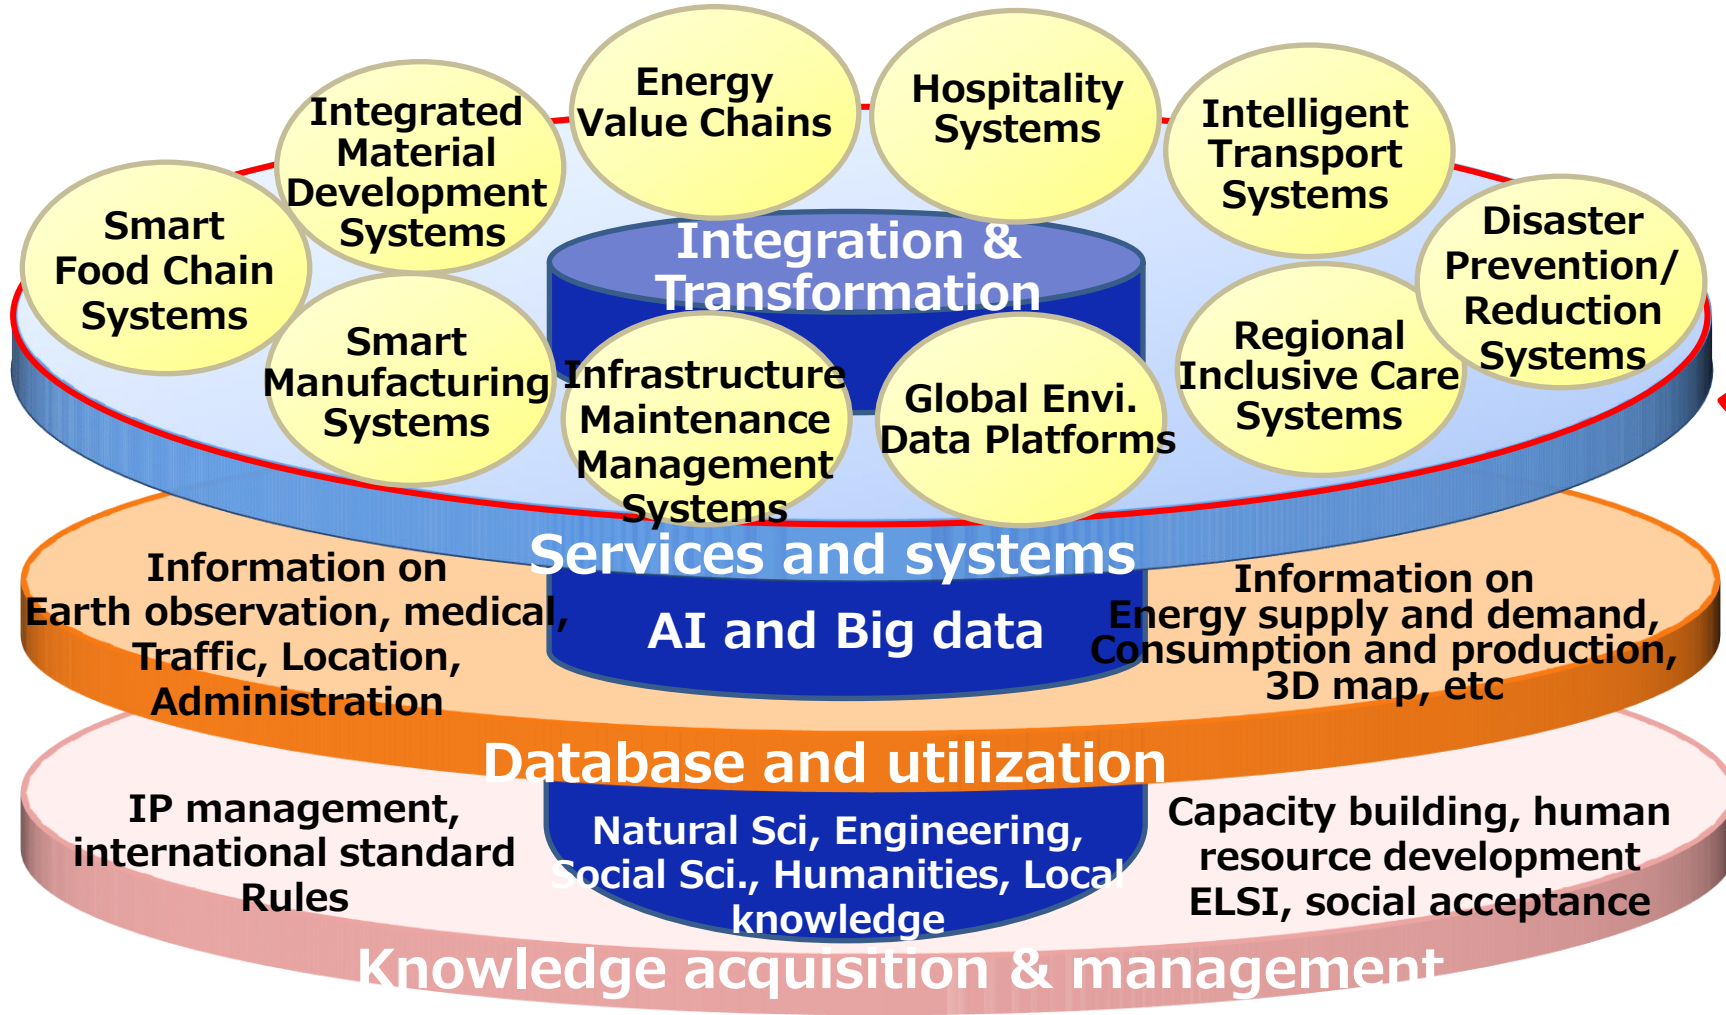 Energy
Value Chains
Hospitality
Systems
Integrated
Material
Development
Systems
Intelligent
Transport
Systems
Smart
Food Chain
Systems
Disaster
Prevention/
Reduction
Systems
Integration &
Transformation
Smart
Manufacturing
Systems
Infrastructure
Maintenance
Management
Systems
Global Envi.
Data Platforms
Regional
Inclusive Care
Systems
Services and systems
Information on
Earth observation, medical,
Traffic, Location,
Administration
AI and Big data
Information on
Energy supply and demand,
Consumption and production,
3D map, etc
Database and utilization
IP management,
international standard
Rules
Natural Sci, Engineering,
Social Sci., Humanities, Local
knowledge
Capacity building, human
resource development
ELSI, social acceptance
Knowledge acquisition & management